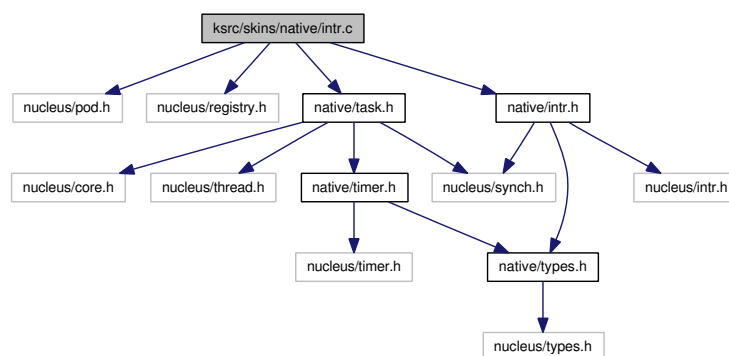 ksrc/skins/native/intr.c
nucleus/pod.h
nucleus/registry.h
native/task.h
native/intr.h
nucleus/core.h
nucleus/thread.h
native/timer.h
nucleus/synch.h
nucleus/intr.h
nucleus/timer.h
native/types.h
nucleus/types.h